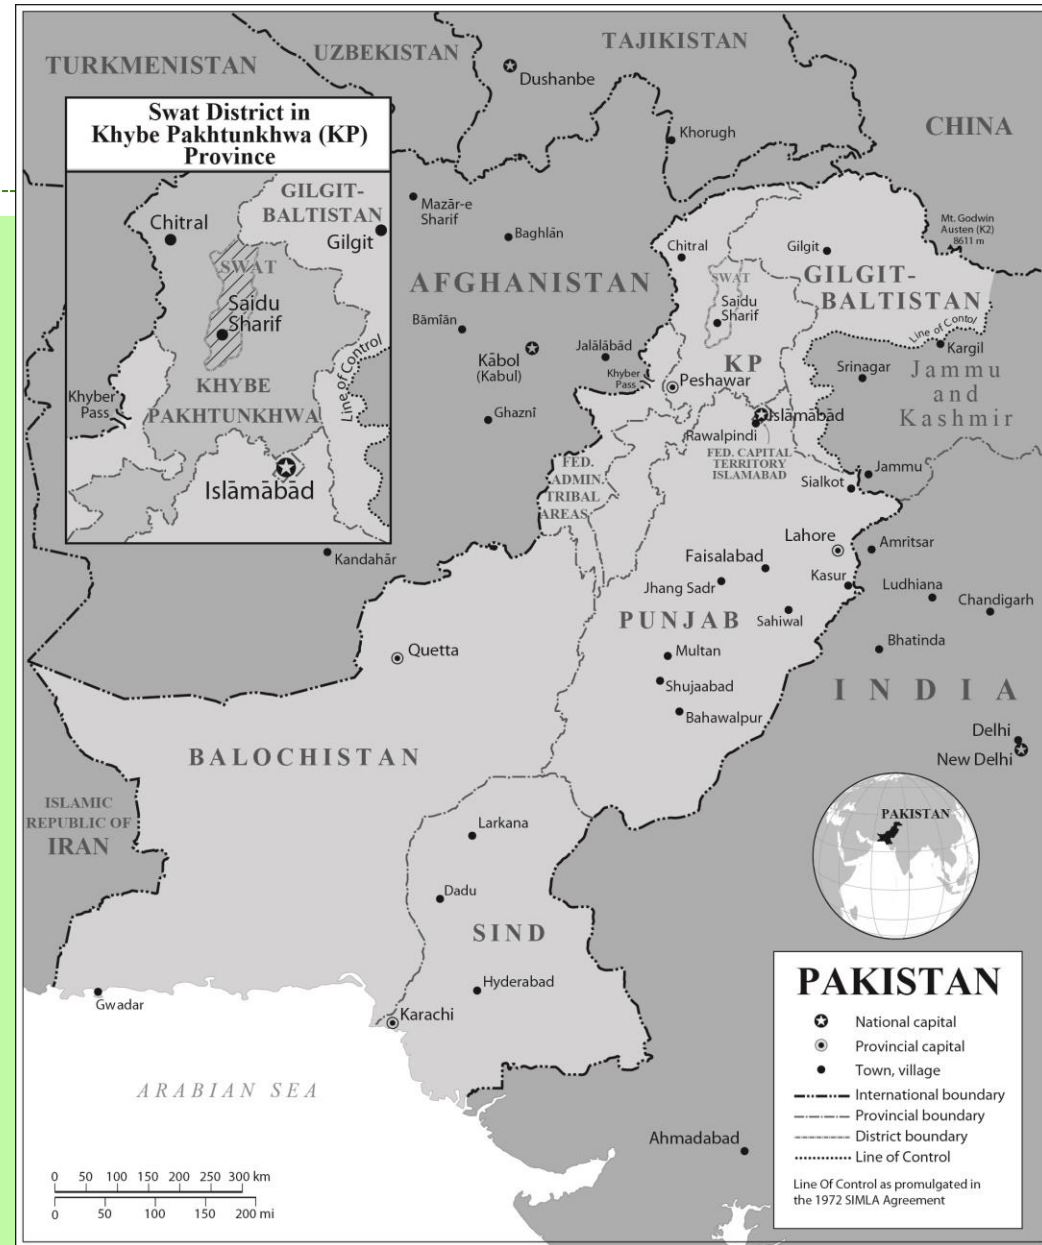 TURKMENISTAN
UZBEKISTAN
TAJIKISTAN
Dushanbe
Khorugh
CHINA
Swat District in
Khybe Pakhtunkhwa (KP)
Province
GILGIT-
BALTISTAN
Chitral
Gilgit
SWAT
Saidu
Sharif
Line of Control
KHYBE
PAKHTUNKHWA
Khyber
Pass
Islāmābād
Mazār-e
Sharif
Baghlān
AFGHANISTAN
Bāmīān
Kābol
(Kabul)
Jalālābād
Khyber
Pass
Ghaznī
Kandahār
Chitral
Gilgit
Mt. Godwin
Austen (K2)
8611 m
GILGIT-
BALTISTAN
SWAT
Saidu
Sharif
Line of Contol
Kargil
KP
Srinagar
Jammu
and
Kashmir
Peshawar
Islāmābād
Rawalpindi
FED. CAPITAL
TERRITORY
ISLAMABAD
FED.
ADMIN.
TRIBAL
AREAS
Jammu
Sialkot
Lahore
Amritsar
Faisalabad
Kasur
Jhang Sadr
Ludhiana
Chandigarh
PUNJAB
Sahiwal
Bhatinda
Quetta
Multan
Shujaabad
INDIA
Bahawalpur
Delhi
New Delhi
BALOCHISTAN
ISLAMIC
REPUBLIC OF
IRAN
PAKISTAN
Larkana
Dadu
SIND
Hyderabad
Gwadar
Karachi
ARABIAN SEA
Ahmadabad
PAKISTAN
National capital
Provincial capital
Town, village
International boundary
Provincial boundary
District boundary
Line of Control
Line Of Control as promulgated in
the 1972 SIMLA Agreement
0 50 100 150 200 250 300 km
0 50 100 150 200 mi